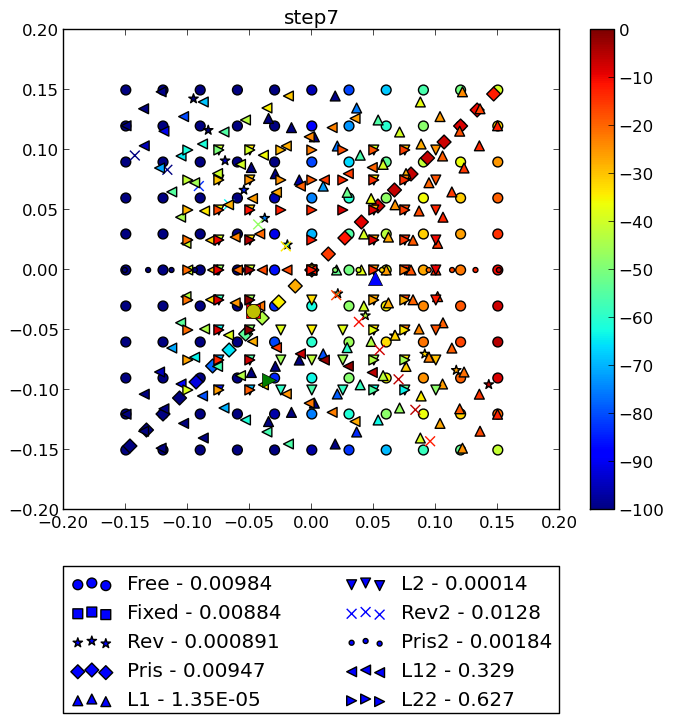 step7
0.20
0.15
0.10
0.05
0.00
−0.05
−0.10
−0.15
−0.20
−0.20 −0.15 −0.10 −0.05 0.00 0.05 0.10 0.15 0.20
0
−10
−20
−30
−40
−50
−60
−70
−80
−90
−100
Free - 0.00984
Fixed - 0.00884
Rev - 0.000891
Pris - 0.00947
L1 - 1.35E-05
L2 - 0.00014
Rev2 - 0.0128
Pris2 - 0.00184
L12 - 0.329
L22 - 0.627